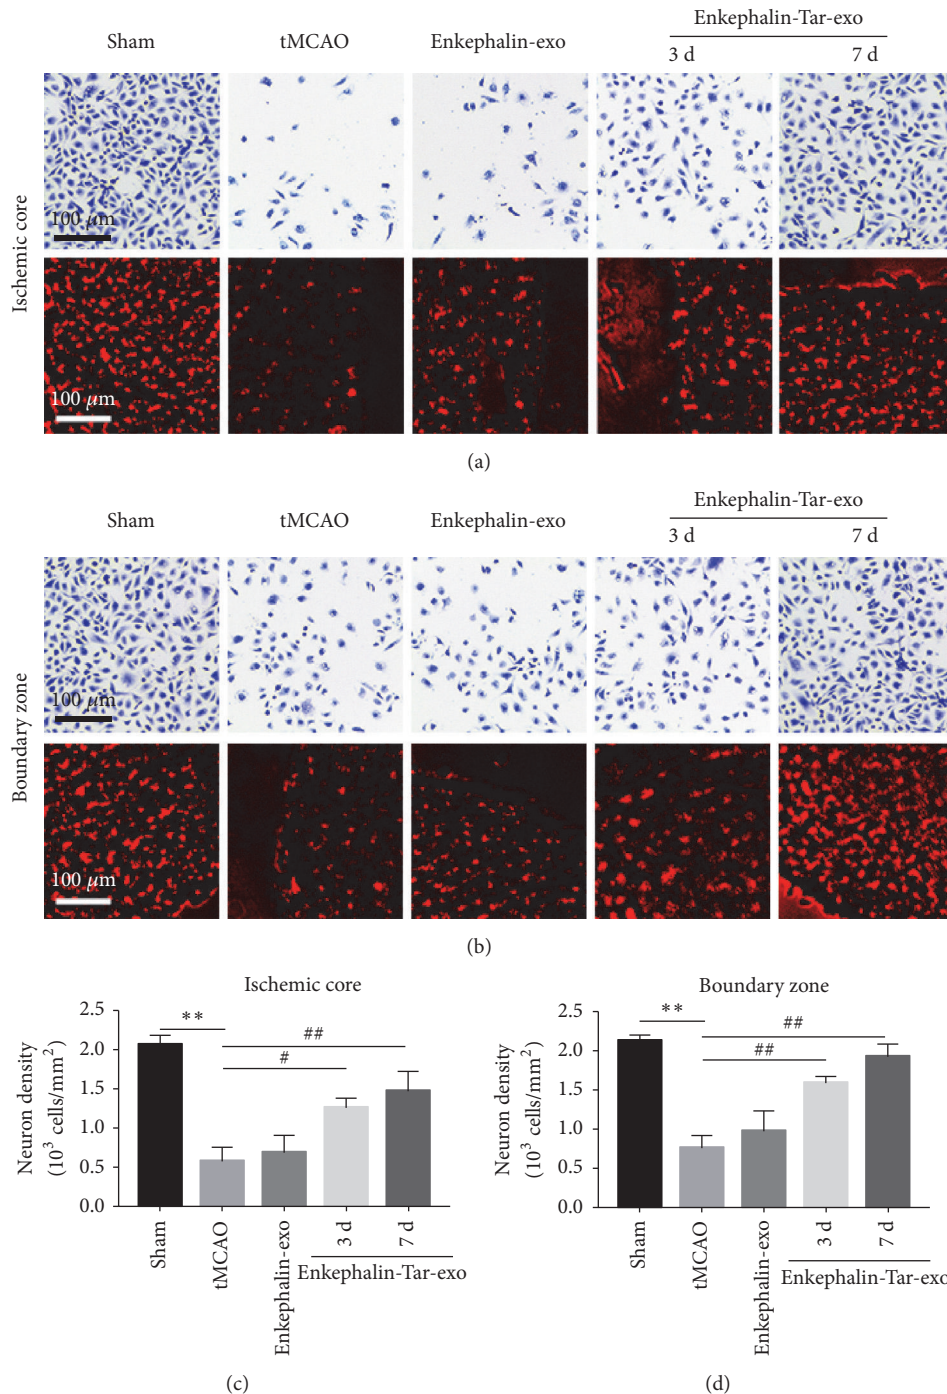 Enkephalin-Tar-exo
Sham tMCAO Enkephalin-exo 3 d 7 d
Ischemic core
100 μm
100 μm
(a)
Enkephalin-Tar-exo
Sham tMCAO Enkephalin-exo 3 d 7 d
Boundary zone
100 μm
100 μm
(b)
Ischemic core
Neuron density
(10³ cells/mm2)
2.5
2.0
1.5
1.0
0.5
0.0
**
##
#
Sham
tMCAO
Enkephalin-exo
3 d
7 d
Enkephalin-Tar-exo
(c)
Boundary zone
Neuron density
(10³ cells/mm2)
2.5
2.0
1.5
1.0
0.5
0.0
**
##
##
Sham
tMCAO
Enkephalin-exo
3 d
7 d
Enkephalin-Tar-exo
(d)